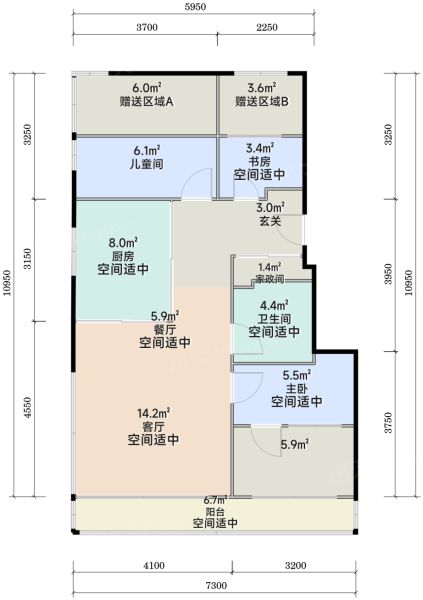 5950
3700
2250
6.0㎡
赠送区域A
3.6㎡
赠送区域B
3250
3250
6.1㎡
儿童间
3.4㎡
书房
空间适中
3.0㎡
玄关
8.0㎡
厨房
空间适中
3150
3950
10950
10950
1.4㎡
家政间
5.9㎡
餐厅
空间适中
4.4㎡
卫生间
空间适中
5.5㎡
主卧
空间适中
4550
3750
14.2㎡
客厅
空间适中
5.9㎡
6.7㎡
阳台
空间适中
4100
3200
7300